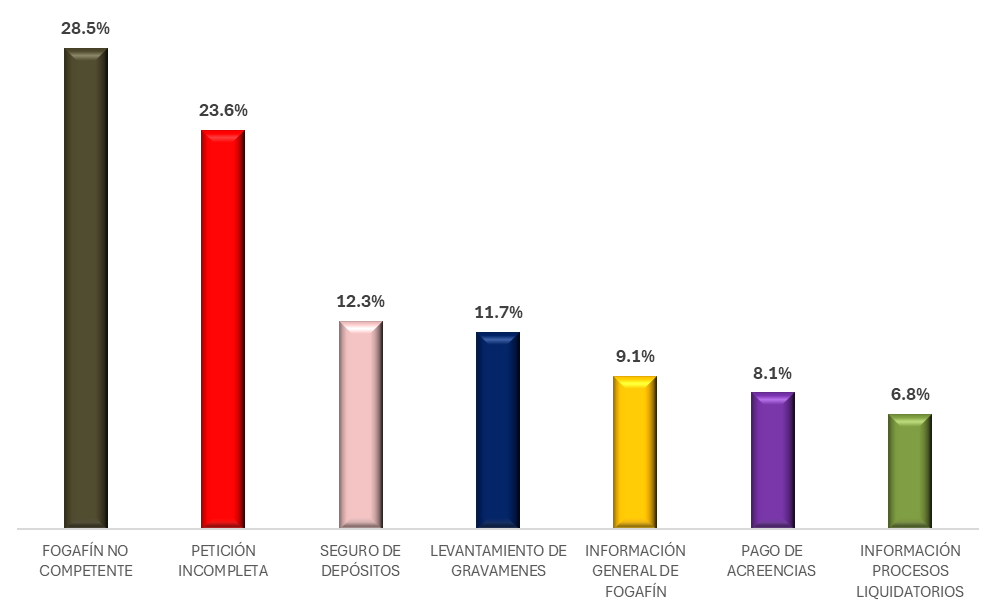 28.5%
23.6%
12.3%
11.7%
9.1%
8.1%
6.8%
FOGAFÍN NO
COMPETENTE
PETICIÓN
INCOMPLETA
SEGURO DE
DEPÓSITOS
LEVANTAMIENTO DE
GRAVAMENES
INFORMACIÓN
GENERAL DE
FOGAFÍN
PAGO DE
ACREENCIAS
INFORMACIÓN
PROCESOS
LIQUIDATORIOS